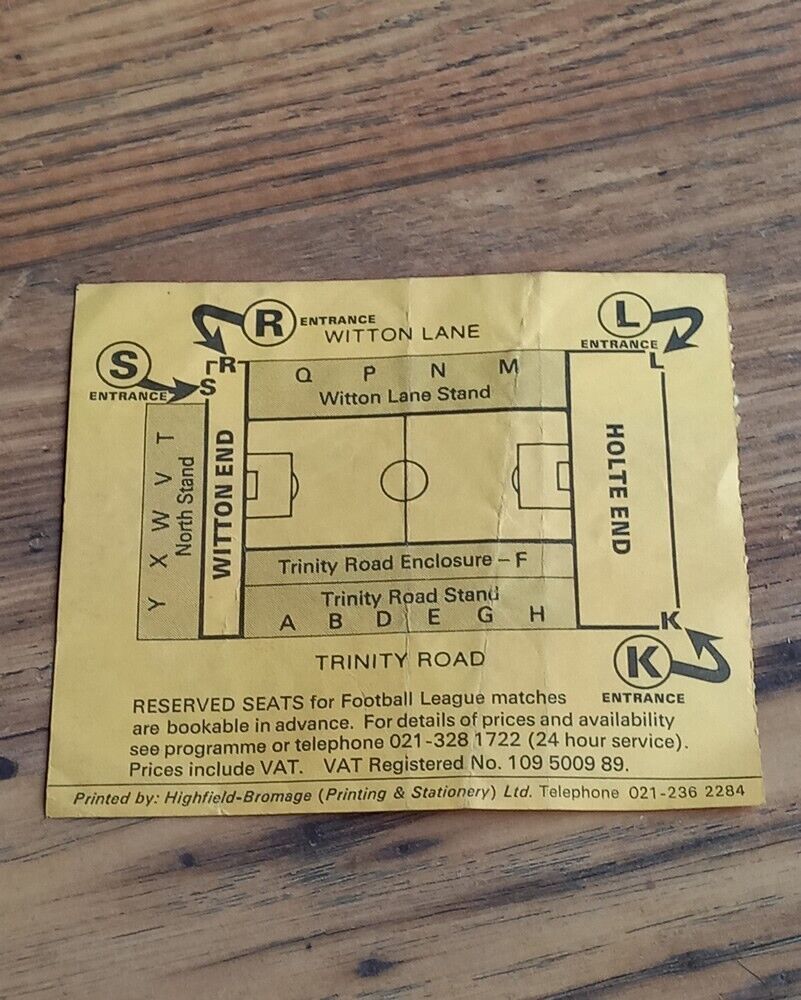 R ENTRANCE
WITTON LANE
L
ENTRANCE
S
ENTRANCE
R
S
L
Q P N M
Witton Lane Stand
Y X W V T
North Stand
WITTON END
HOLTE END
Trinity Road Enclosure – F
Trinity Road Stand
A B D E G H
K
TRINITY ROAD
K
ENTRANCE
RESERVED SEATS for Football League matches
are bookable in advance. For details of prices and availability
see programme or telephone 021-328 1722 (24 hour service).
Prices include VAT. VAT Registered No. 109 5009 89.
Printed by: Highfield-Bromage (Printing & Stationery) Ltd. Telephone 021-236 2284